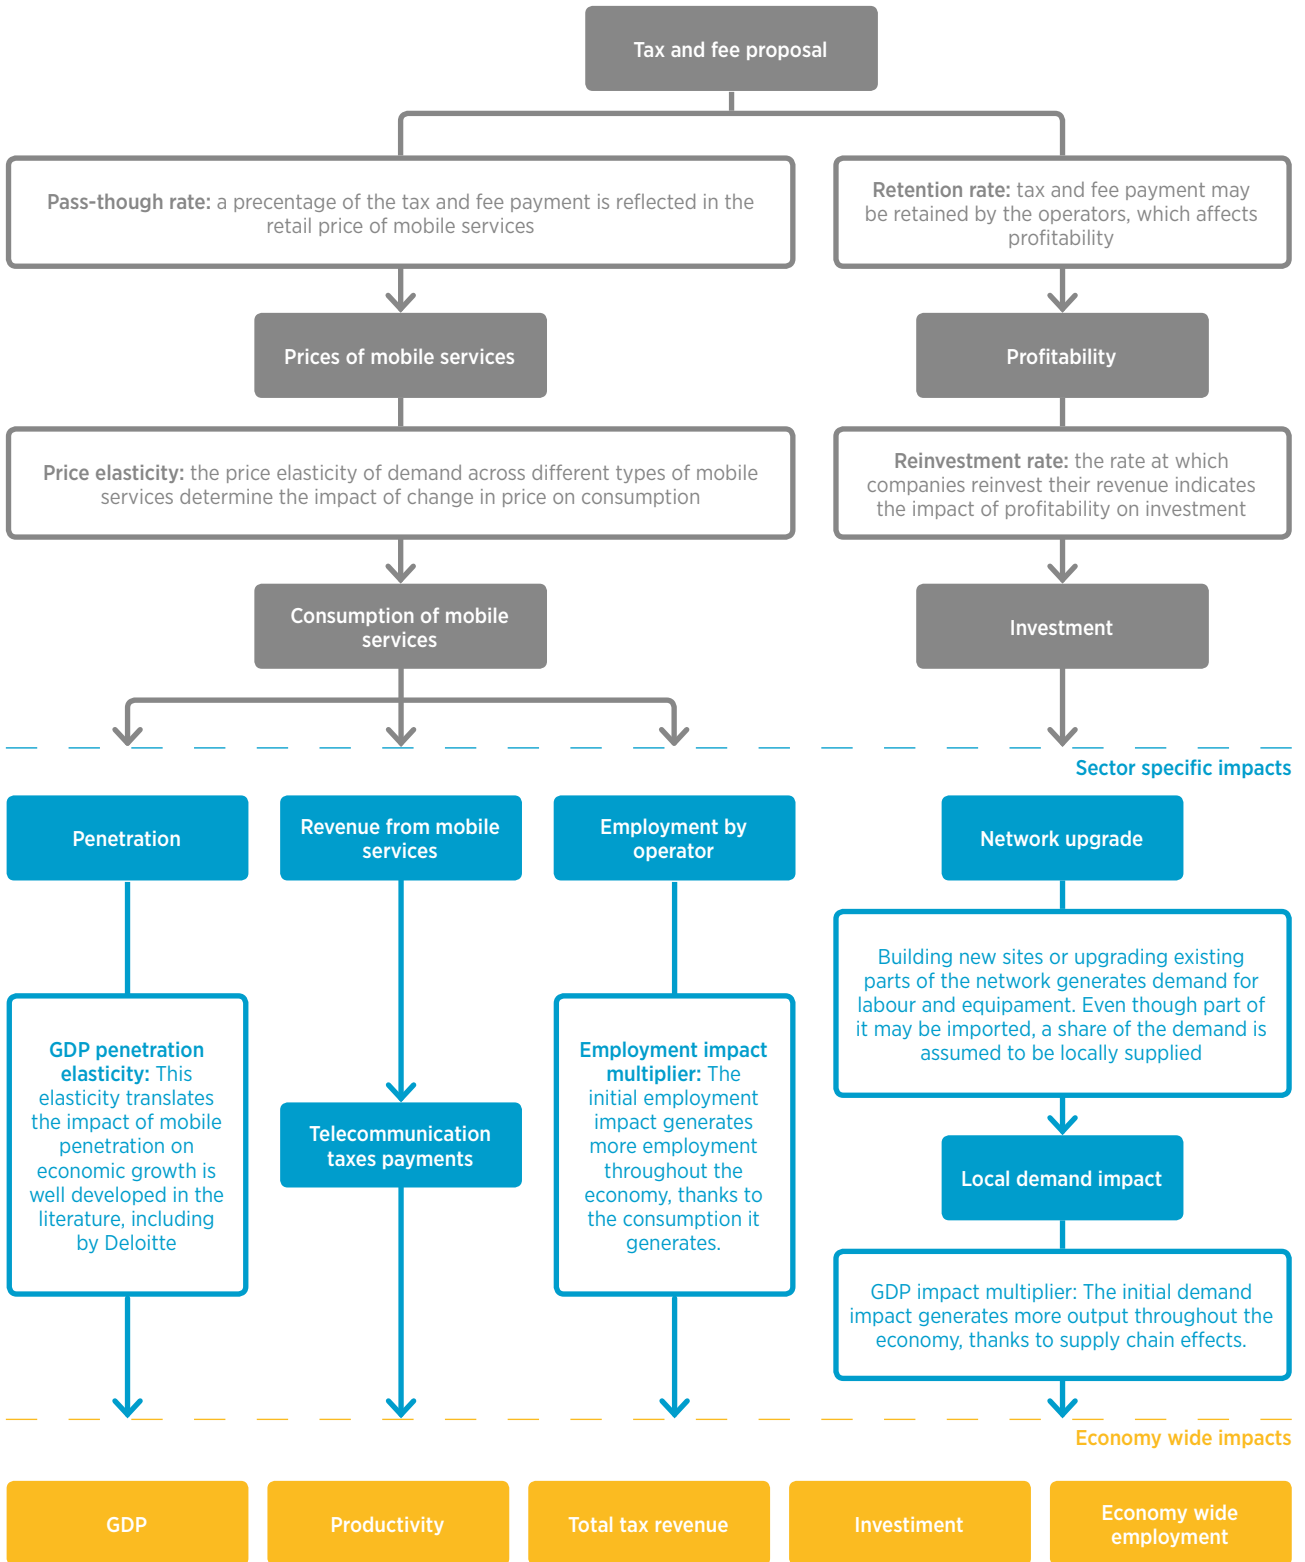 Tax and fee proposal
Pass-though rate: a percentage of the tax and fee payment is reflected in the
retail price of mobile services
Retention rate: tax and fee payment may
be retained by the operators, which affects
profitability
Prices of mobile services
Profitability
Price elasticity: the price elasticity of demand across different types of mobile
services determine the impact of change in price on consumption
Reinvestment rate: the rate at which
companies reinvest their revenue indicates
the impact of profitability on investment
Consumption of mobile
services
Investment
Sector specific impacts
Penetration
Revenue from mobile
services
Employment by
operator
Network upgrade
Building new sites or upgrading existing
parts of the network generates demand for
labour and equipament. Even though part of
it may be imported, a share of the demand is
assumed to be locally supplied
GDP penetration
elasticity: This
elasticity translates
the impact of mobile
penetration on
economic growth is
well developed in the
literature, including
by Deloitte
Employment impact
multiplier: The
initial employment
impact generates
more employment
throughout the
economy, thanks to
the consumption it
generates.
Telecommunication
taxes payments
Local demand impact
GDP impact multiplier: The initial demand
impact generates more output throughout the
economy, thanks to supply chain effects.
Economy wide impacts
GDP
Productivity
Total tax revenue
Investiment
Economy wide
employment